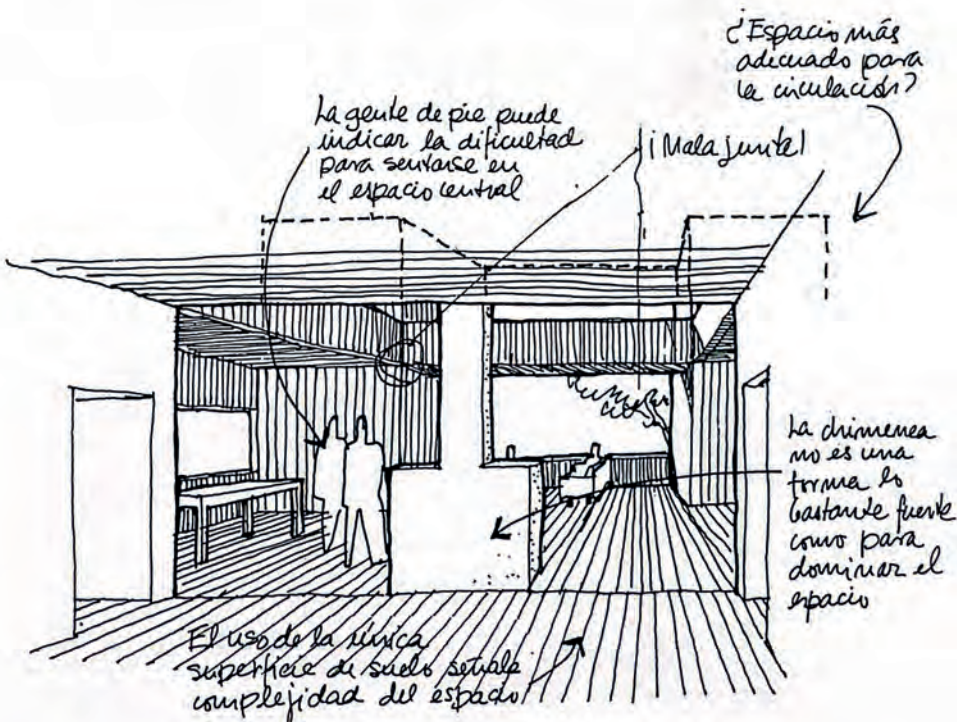 ¿Espacio más
adecuado para
la circulación?
La gente de pie puede
indicar la dificultad
para sentarse en
el espacio central
¡Mala junta!
La chimenea
no es una
forma lo
bastante fuerte
como para
dominar el
espacio
El uso de la única
superficie de suelo señala
complejidad del espacio